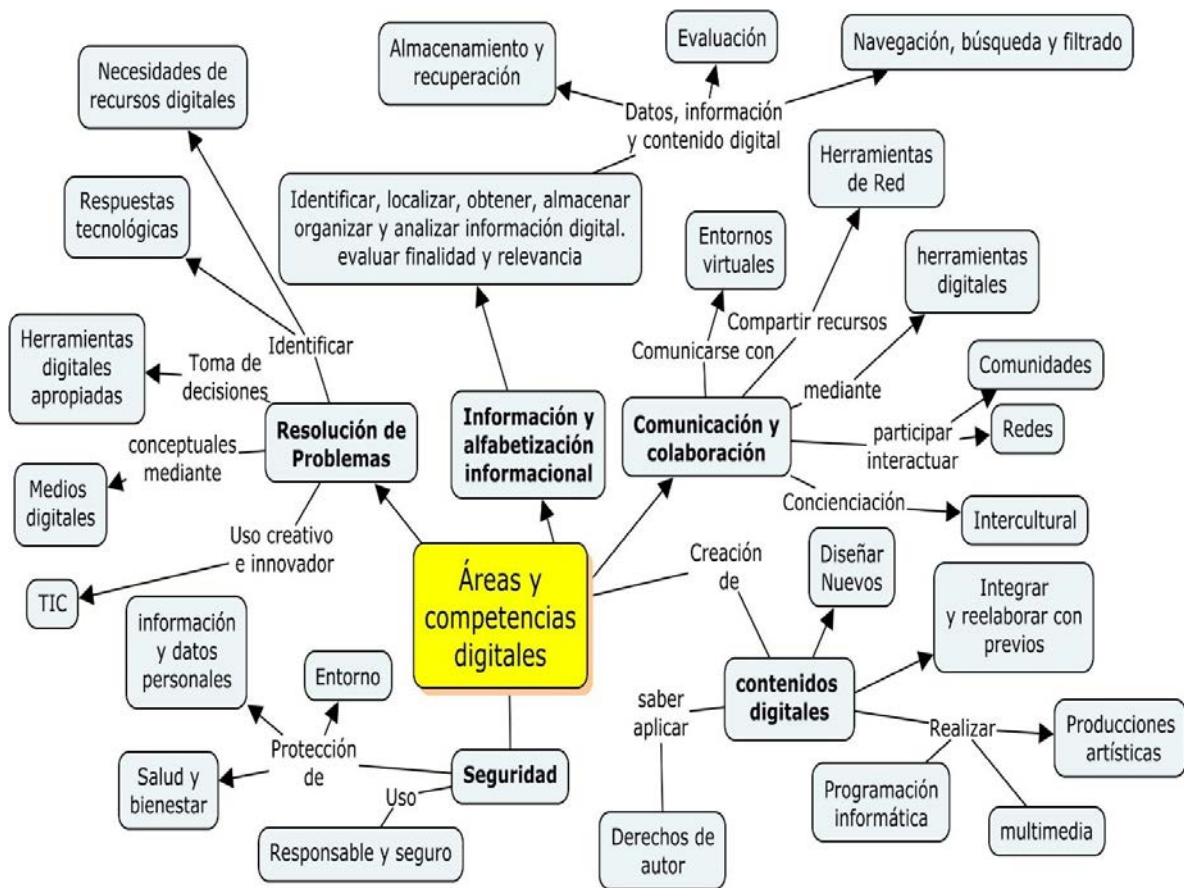 Almacenamiento y
recuperación
Evaluación
Navegación, búsqueda y filtrado
Necesidades de
recursos digitales
Datos, información
y contenido digital
Herramientas
de Red
Respuestas
tecnológicas
Identificar, localizar, obtener, almacenar
organizar y analizar información digital.
evaluar finalidad y relevancia
Entornos
virtuales
herramientas
digitales
Compartir recursos
Comunicarse con
mediante
Identificar
Toma de
decisiones
Herramientas
digitales
apropiadas
Comunidades
Redes
participar
interactuar
Resolución de
Problemas
Información y
alfabetización
informacional
Comunicación y
colaboración
conceptuales
mediante
Medios
digitales
Concienciación
Intercultural
Uso creativo
e innovador
TIC
Áreas y
competencias
digitales
Creación
de
Diseñar
Nuevos
Integrar
y reelaborar con
previos
información
y datos
personales
Entorno
contenidos
digitales
saber
aplicar
Realizar
Producciones
artísticas
Protección
de
Seguridad
Salud y
bienestar
Uso
Responsable y seguro
Programación
informática
multimedia
Derechos de
autor